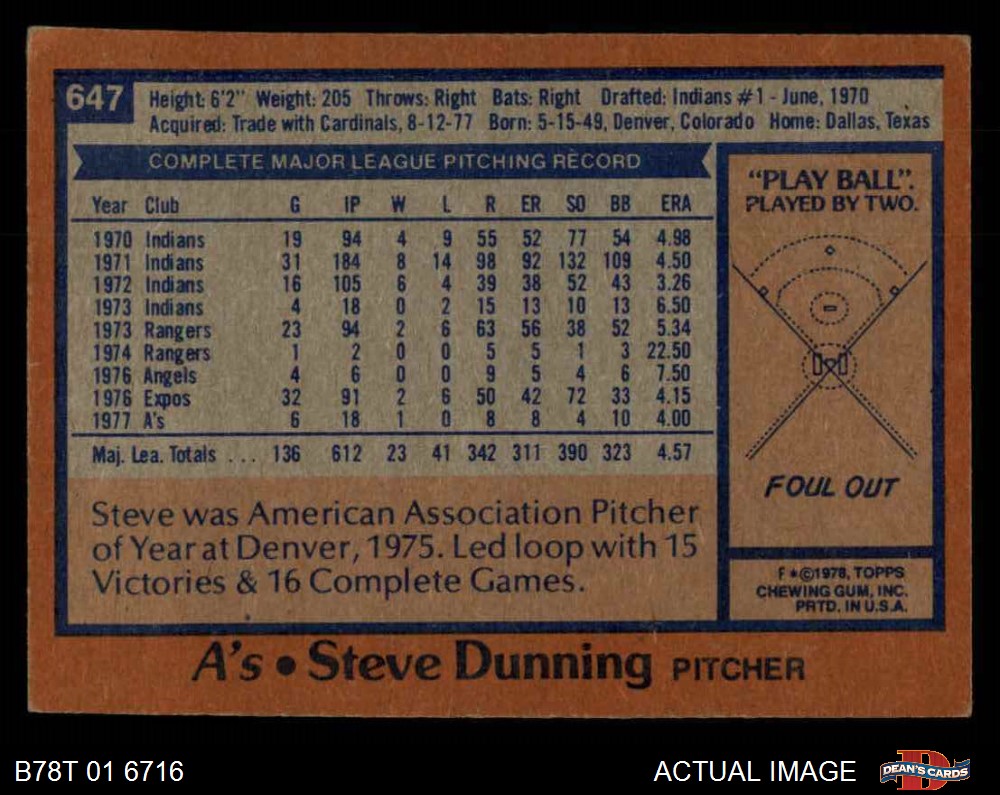 647
Height: 6'2" Weight: 205 Throws: Right Bats: Right Drafted: Indians #1 - June, 1970
Acquired: Trade with Cardinals, 8-12-77 Born: 5-15-49, Denver, Colorado Home: Dallas, Texas
COMPLETE MAJOR LEAGUE PITCHING RECORD
Year Club G IP W L R ER SO BB ERA
1970 Indians 19 94 4 9 55 52 77 54 4.98
1971 Indians 31 184 8 14 98 92 132 109 4.50
1972 Indians 16 105 6 4 39 38 52 43 3.26
1973 Indians 4 18 0 2 15 13 10 13 6.50
1973 Rangers 23 94 2 6 63 56 38 52 5.34
1974 Rangers 1 2 0 0 5 5 1 3 22.50
1976 Angels 4 6 0 0 9 5 4 6 7.50
1976 Expos 32 91 2 6 50 42 72 33 4.15
1977 A's 6 18 1 0 8 8 4 10 4.00
Maj. Lea. Totals . . . 136 612 23 41 342 311 390 323 4.57
Steve was American Association Pitcher
of Year at Denver, 1975. Led loop with 15
Victories & 16 Complete Games.
"PLAY BALL".
PLAYED BY TWO.
FOUL OUT
F*©1978, TOPPS
CHEWING GUM, INC.
PRTD. IN U.S.A.
A's • Steve Dunning PITCHER
B78T 01 6716
ACTUAL IMAGE
DEAN'S CARDS